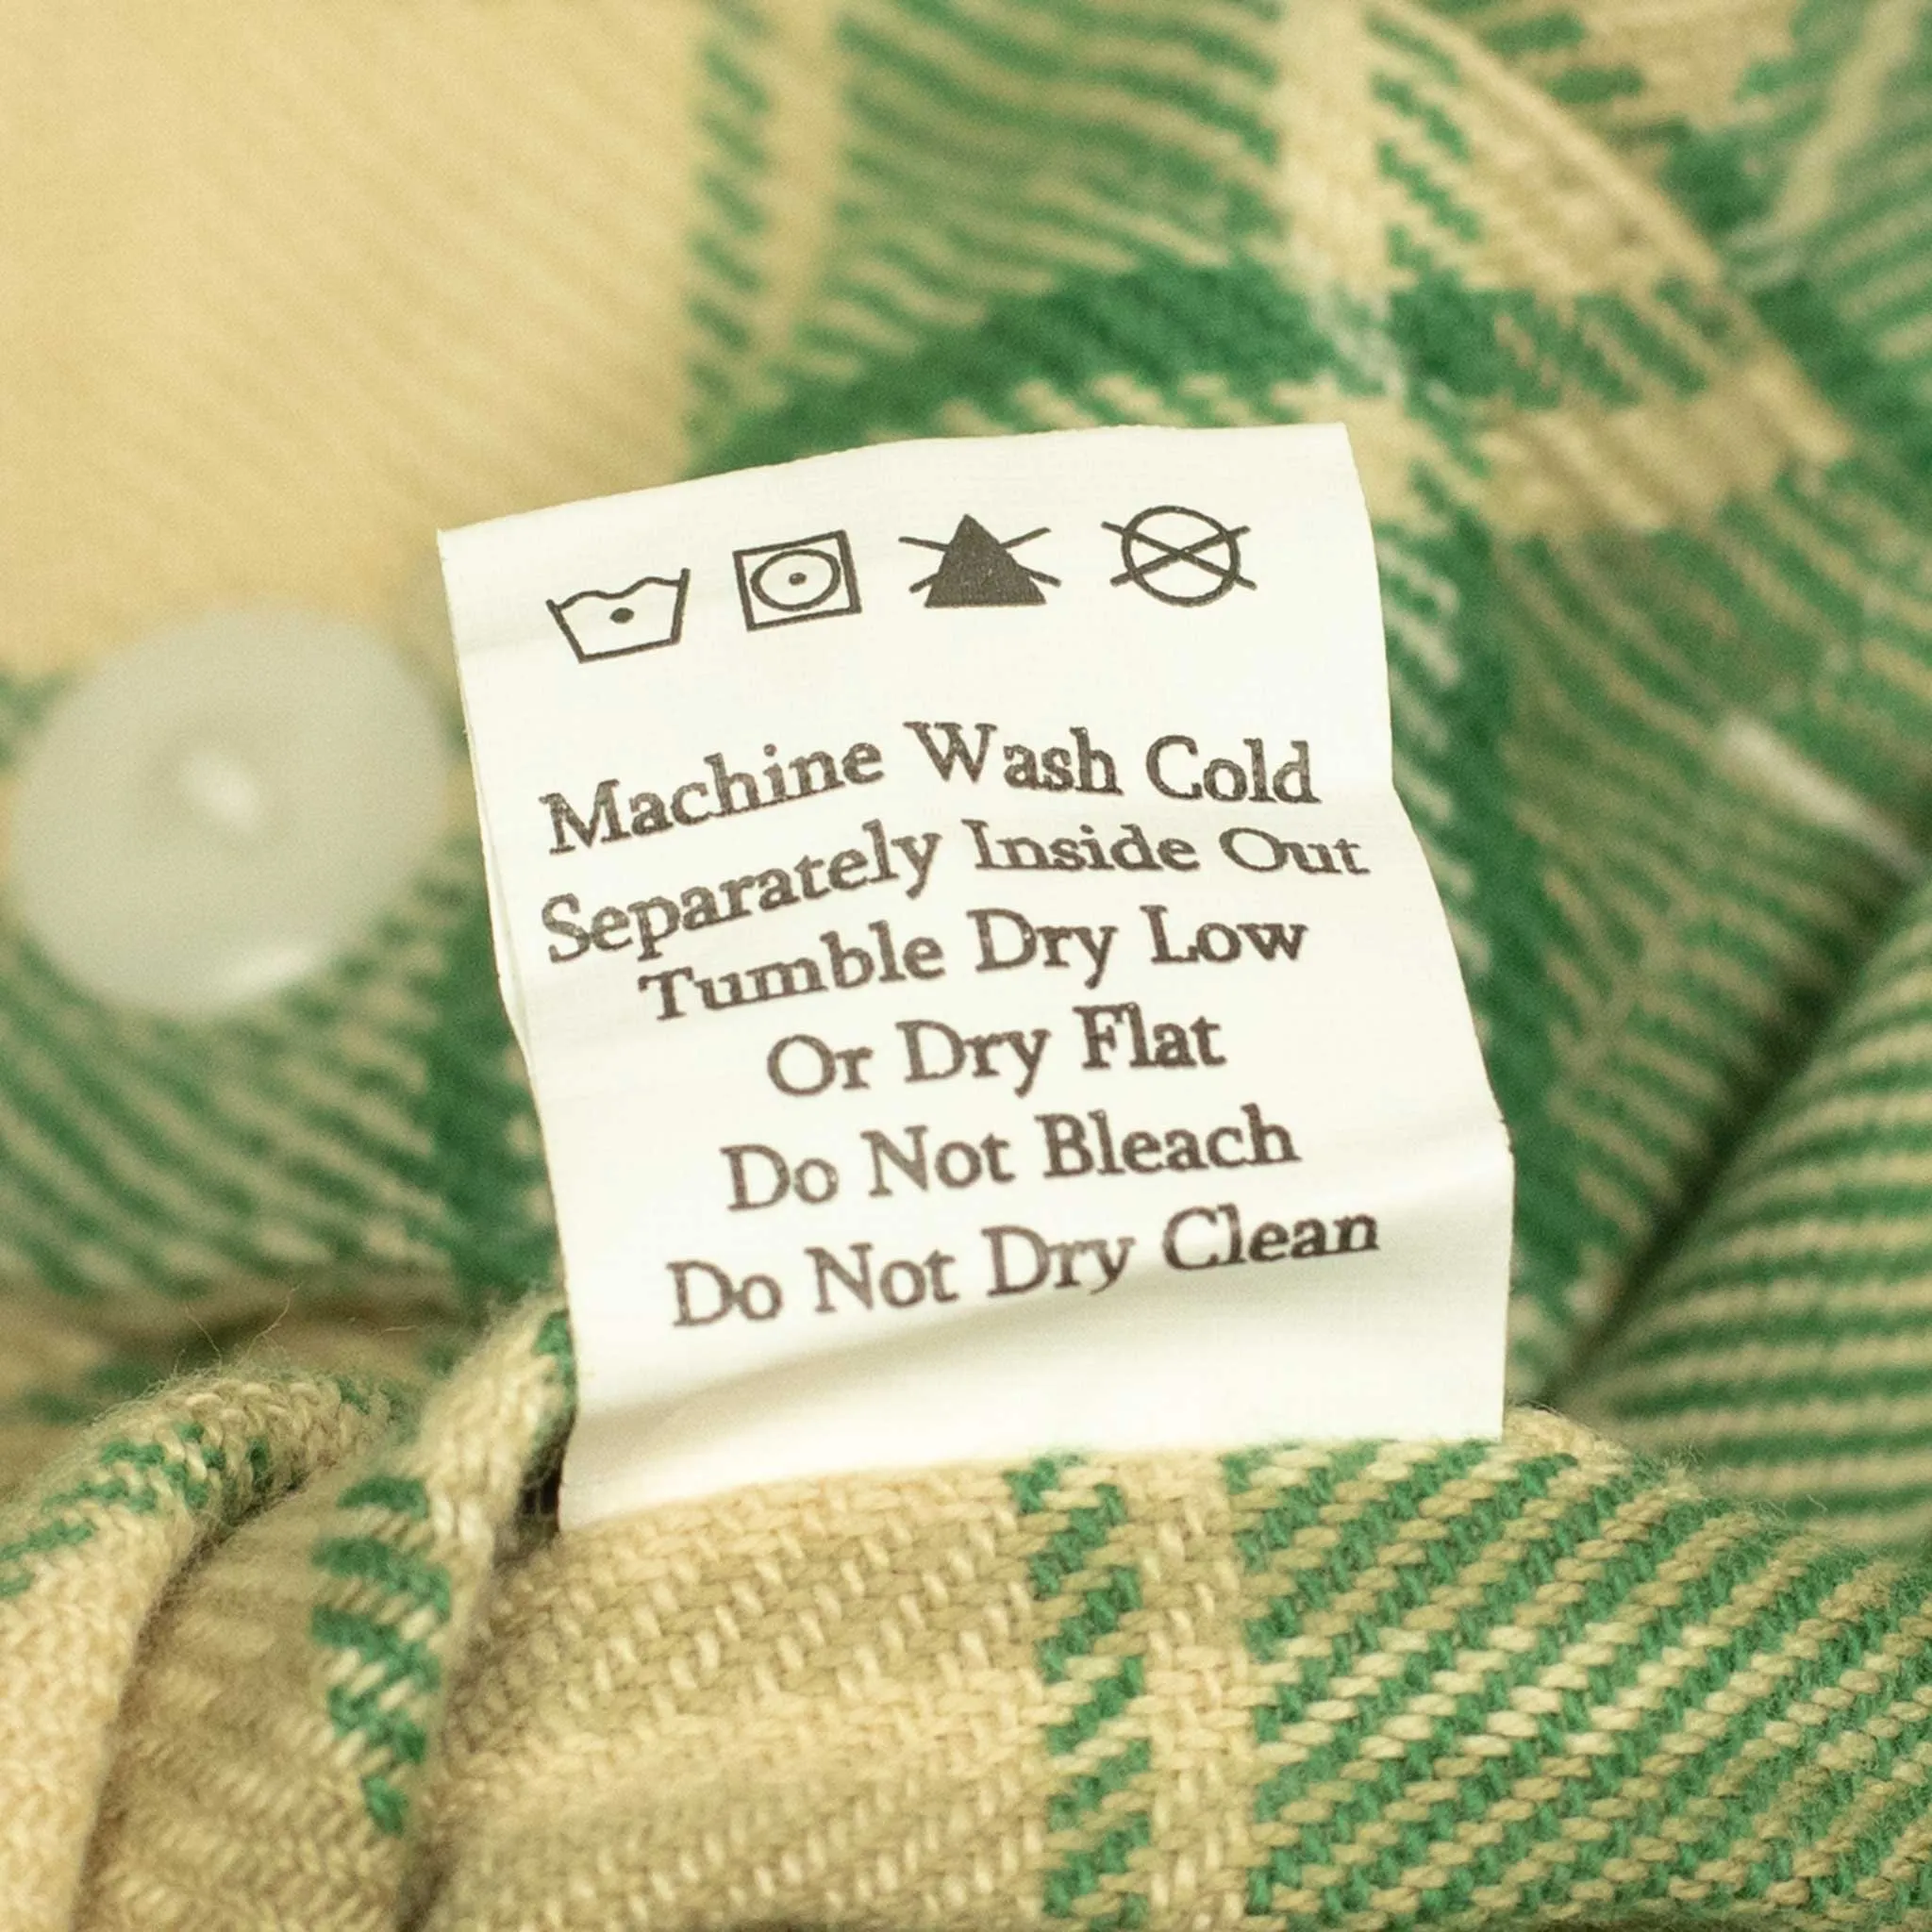 Machine Wash Cold
Separately Inside Out
Tumble Dry Low
Or Dry Flat
Do Not Bleach
Do Not Dry Clean